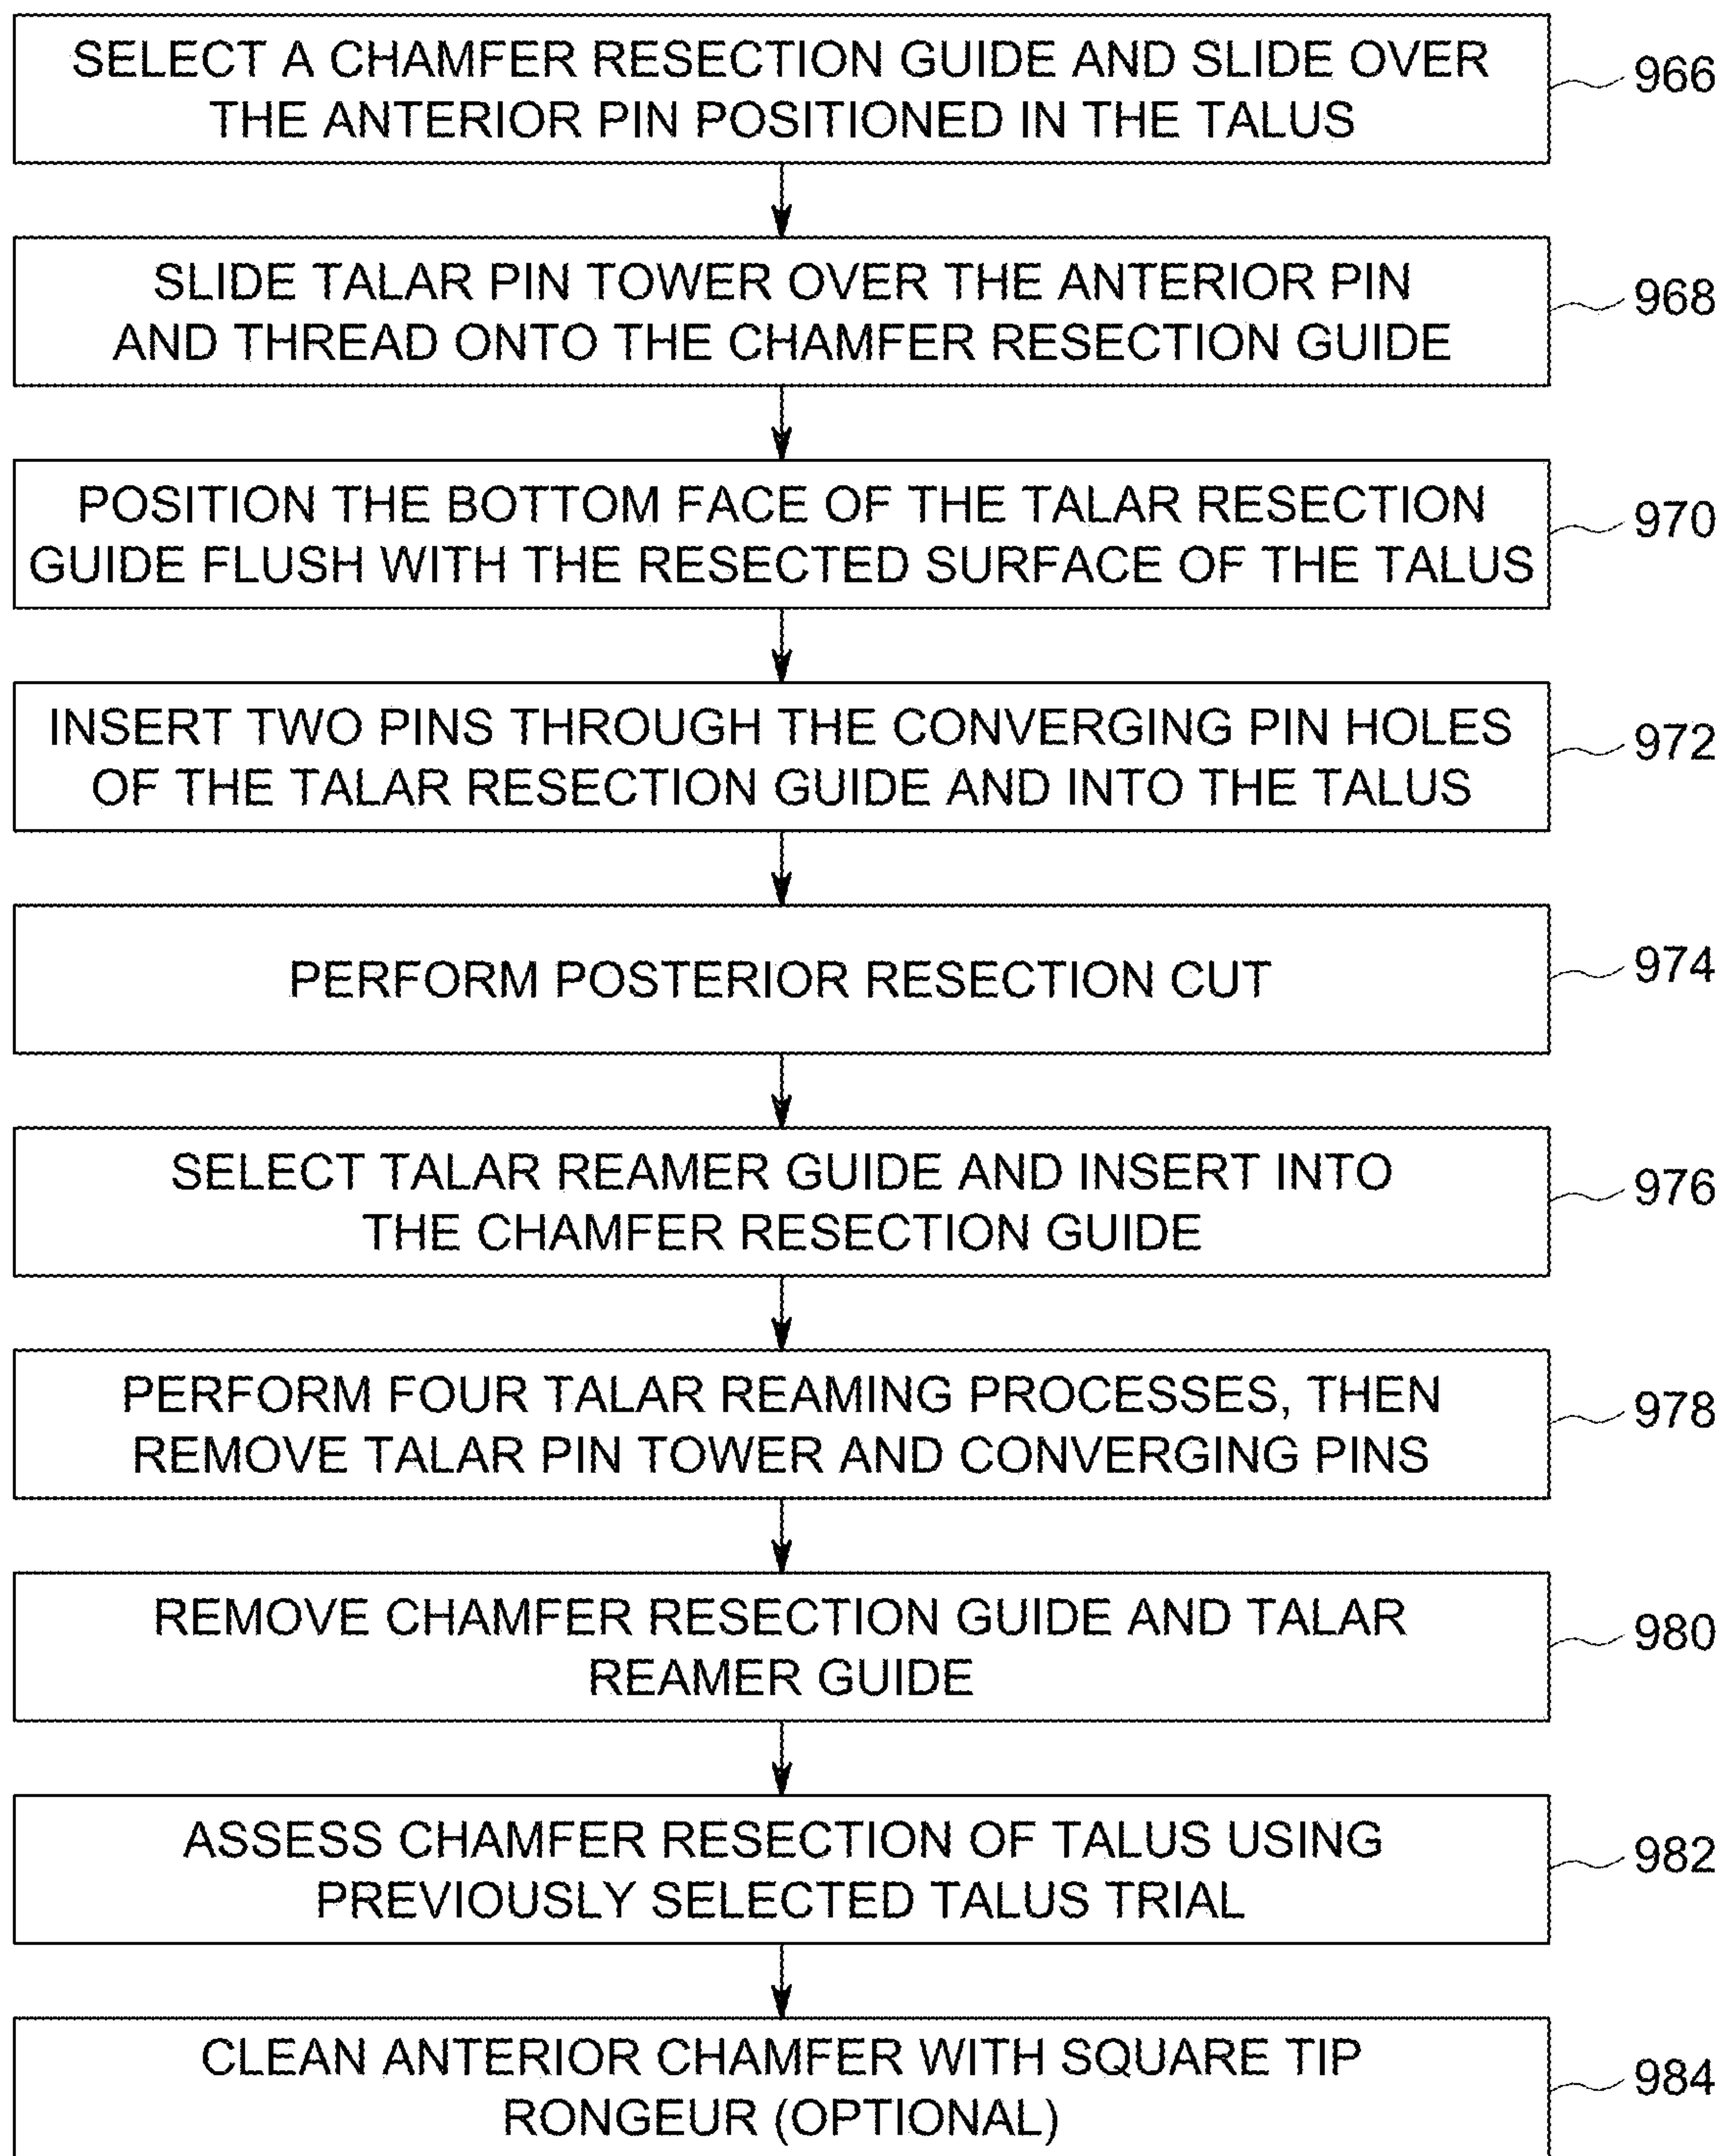 SELECT A CHAMFER RESECTION GUIDE AND SLIDE OVER
THE ANTERIOR PIN POSITIONED IN THE TALUS
966
SLIDE TALAR PIN TOWER OVER THE ANTERIOR PIN
AND THREAD ONTO THE CHAMFER RESECTION GUIDE
968
POSITION THE BOTTOM FACE OF THE TALAR RESECTION
GUIDE FLUSH WITH THE RESECTED SURFACE OF THE TALUS
970
INSERT TWO PINS THROUGH THE CONVERGING PIN HOLES
OF THE TALAR RESECTION GUIDE AND INTO THE TALUS
972
PERFORM POSTERIOR RESECTION CUT
974
SELECT TALAR REAMER GUIDE AND INSERT INTO
THE CHAMFER RESECTION GUIDE
976
PERFORM FOUR TALAR REAMING PROCESSES, THEN
REMOVE TALAR PIN TOWER AND CONVERGING PINS
978
REMOVE CHAMFER RESECTION GUIDE AND TALAR
REAMER GUIDE
980
ASSESS CHAMFER RESECTION OF TALUS USING
PREVIOUSLY SELECTED TALUS TRIAL
982
CLEAN ANTERIOR CHAMFER WITH SQUARE TIP
RONGEUR (OPTIONAL)
984